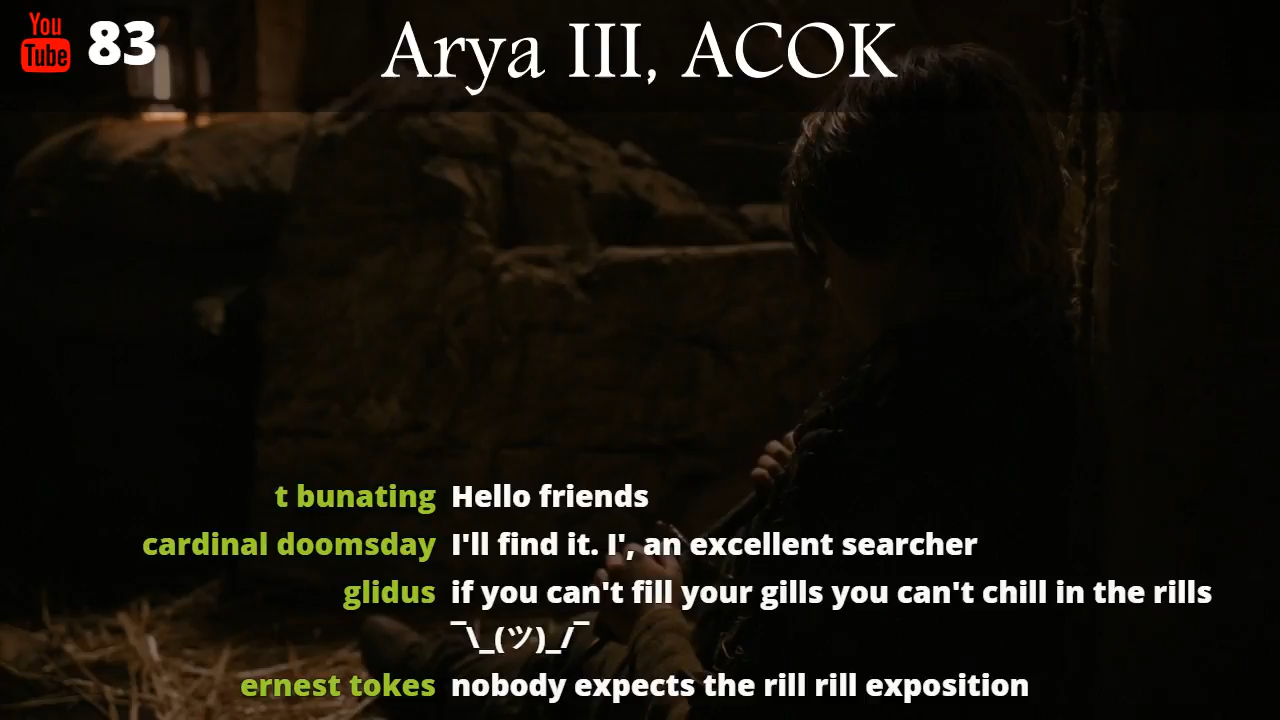 You
Tube 83
Arya III, ACOK
t bunating Hello friends
cardinal doomsday I'll find it. I', an excellent searcher
glidus if you can't fill your gills you can't chill in the rills
¯\_(ツ)_/¯
ernest tokes nobody expects the rill rill exposition